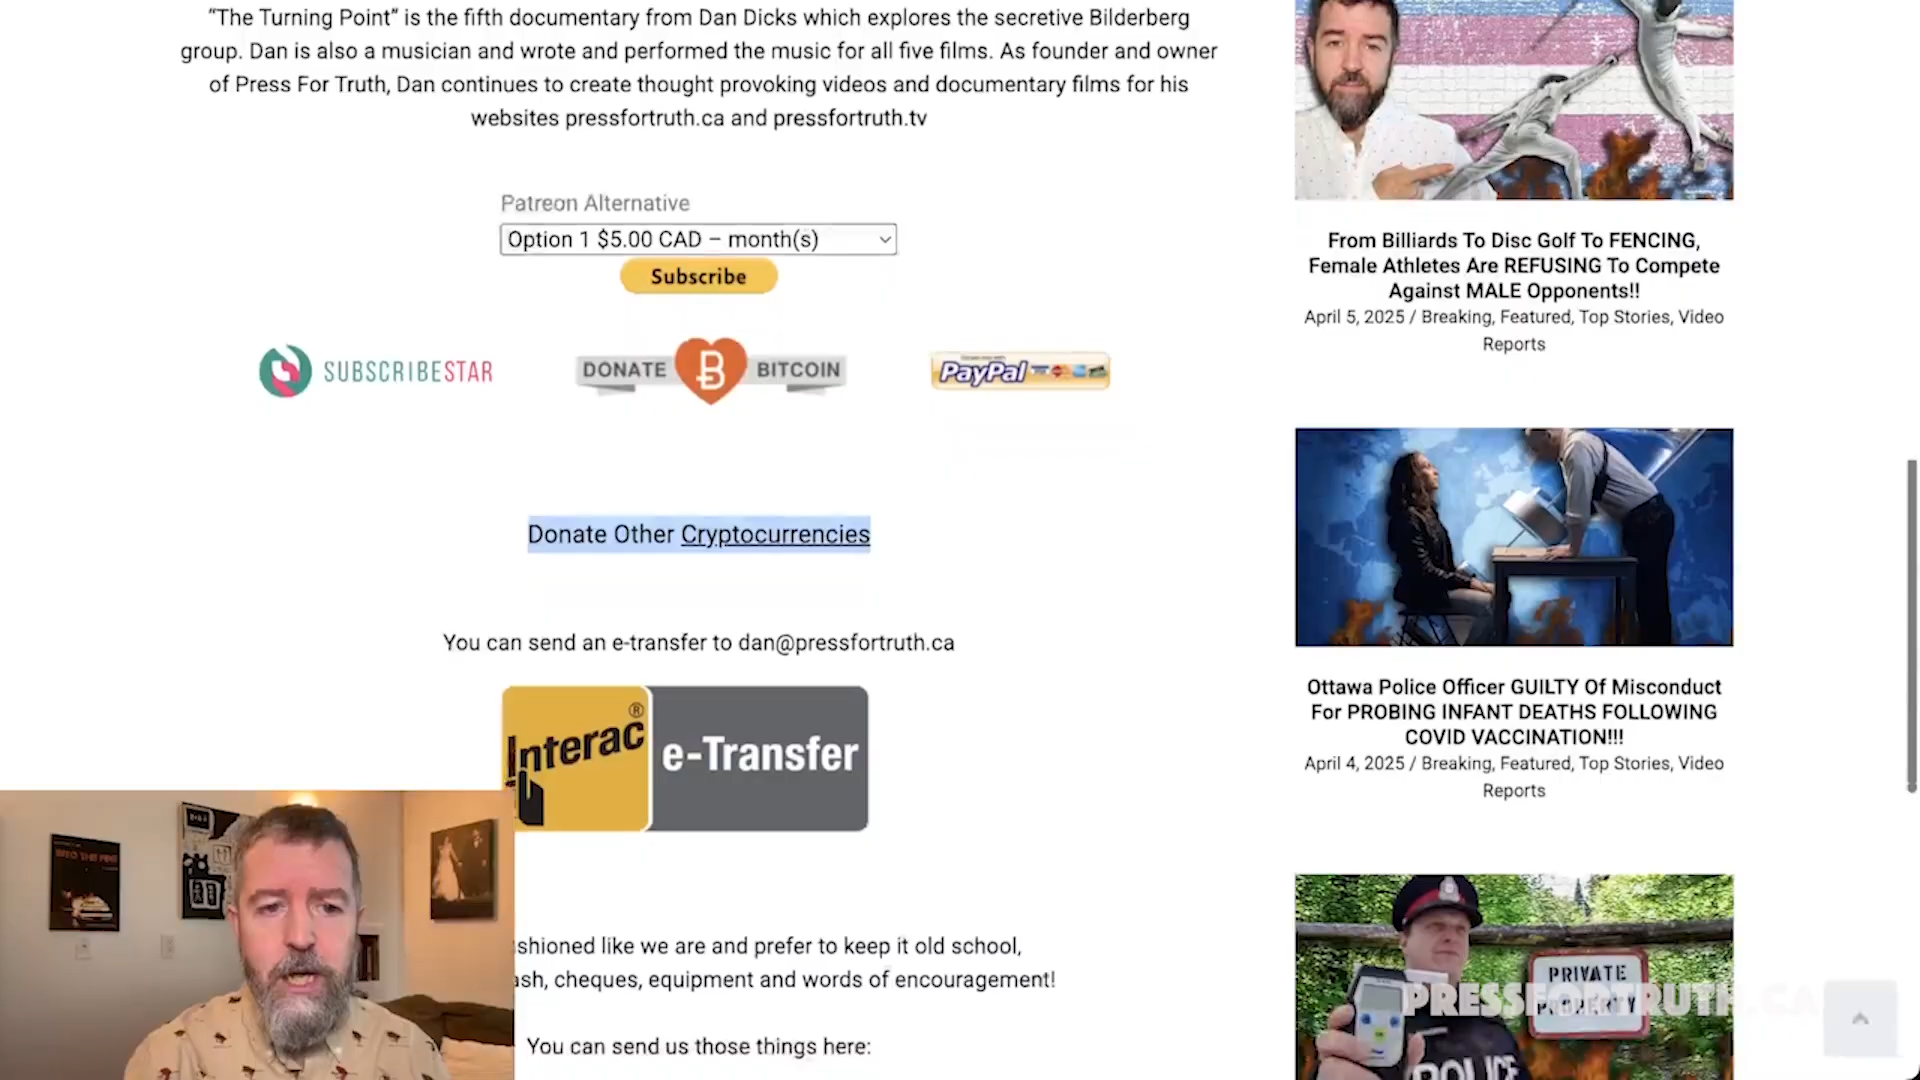 “The Turning Point” is the fifth documentary from Dan Dicks which explores the secretive Bilderberg
group. Dan is also a musician and wrote and performed the music for all five films. As founder and owner
of Press For Truth, Dan continues to create thought provoking videos and documentary films for his
websites pressfortruth.ca and pressfortruth.tv
Patreon Alternative
Option 1 $5.00 CAD – month(s)
Subscribe
SUBSCRIBESTAR
DONATE B BITCOIN
PayPal
Donate Other Cryptocurrencies
You can send an e-transfer to dan@pressfortruth.ca
Interac®
e-Transfer
shioned like we are and prefer to keep it old school,
ash, cheques, equipment and words of encouragement!
You can send us those things here:
From Billiards To Disc Golf To FENCING,
Female Athletes Are REFUSING To Compete
Against MALE Opponents!!
April 5, 2025 / Breaking, Featured, Top Stories, Video
Reports
Ottawa Police Officer GUILTY Of Misconduct
For PROBING INFANT DEATHS FOLLOWING
COVID VACCINATION!!!
April 4, 2025 / Breaking, Featured, Top Stories, Video
Reports
PRIVATE
PROPERTY
PRESSFORTRUTH.CA
POLICE